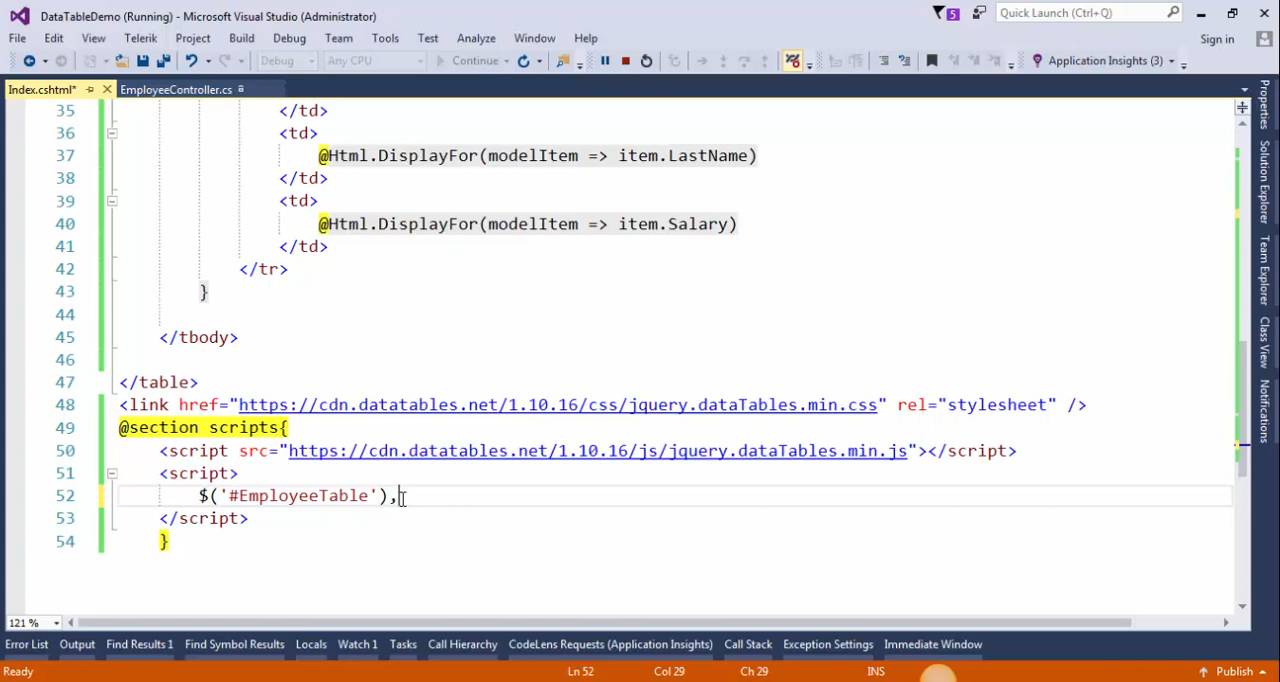 DataTableDemo (Running) - Microsoft Visual Studio (Administrator)
5
Quick Launch (Ctrl+Q)
File Edit View Telerik Project Build Debug Team Tools Test Analyze Window Help
Sign in
Debug Any CPU Continue Application Insights (3)
Index.cshtml* EmployeeController.cs
35 </td>
36 <td>
37 @Html.DisplayFor(modelItem => item.LastName)
38 </td>
39 <td>
40 @Html.DisplayFor(modelItem => item.Salary)
41 </td>
42 </tr>
43 }
44
45 </tbody>
46
47 </table>
48 <link href="https://cdn.datatables.net/1.10.16/css/jquery.dataTables.min.css" rel="stylesheet" />
49 @section scripts{
50 <script src="https://cdn.datatables.net/1.10.16/js/jquery.dataTables.min.js"></script>
51 <script>
52 $('#EmployeeTable'),
53 </script>
54 }
Properties
Solution Explorer
Team Explorer
Class View
Notifications
121 %
Error List Output Find Results 1 Find Symbol Results Locals Watch 1 Tasks Call Hierarchy CodeLens Requests (Application Insights) Call Stack Exception Settings Immediate Window
Ready Ln 52 Col 29 Ch 29 INS Publish